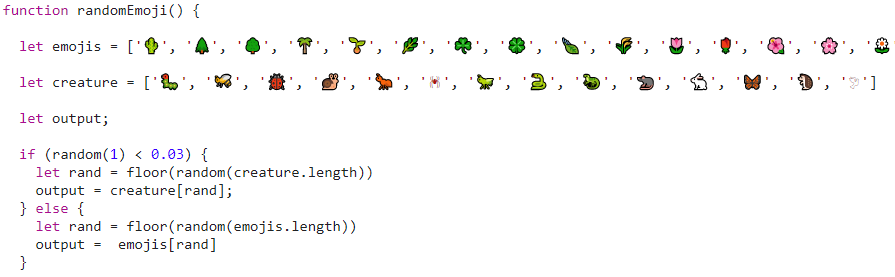 function randomEmoji() {
let emojis = ['🌵', '🌲', '🌳', '🌴', '🌱', '🌿', '☘', '🍀', '🍃', '🌾', '🌷', '🌹', '🌺', '🌸', '🌼
let creature = ['🐛', '🐝', '🐞', '🐌', '🐜', '🕷', '🦗', '🐍', '🦎', '🐀', '🐇', '🦋', '🦔', '🕊']
let output;
if (random(1) < 0.03) {
let rand = floor(random(creature.length))
output = creature[rand];
} else {
let rand = floor(random(emojis.length))
output =  emojis[rand]
}